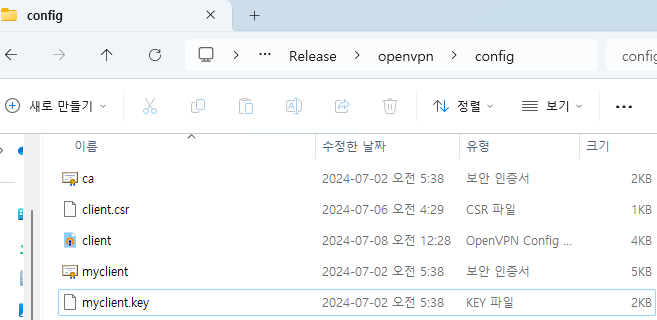 config
Release > openvpn > config config
새로 만들기 정렬 보기
이름 수정한 날짜 유형 크기
ca 2024-07-02 오전 5:38 보안 인증서 2KB
client.csr 2024-07-06 오전 4:29 CSR 파일 1KB
client 2024-07-08 오전 12:28 OpenVPN Config ... 4KB
myclient 2024-07-02 오전 5:38 보안 인증서 5KB
myclient.key 2024-07-02 오전 5:38 KEY 파일 2KB